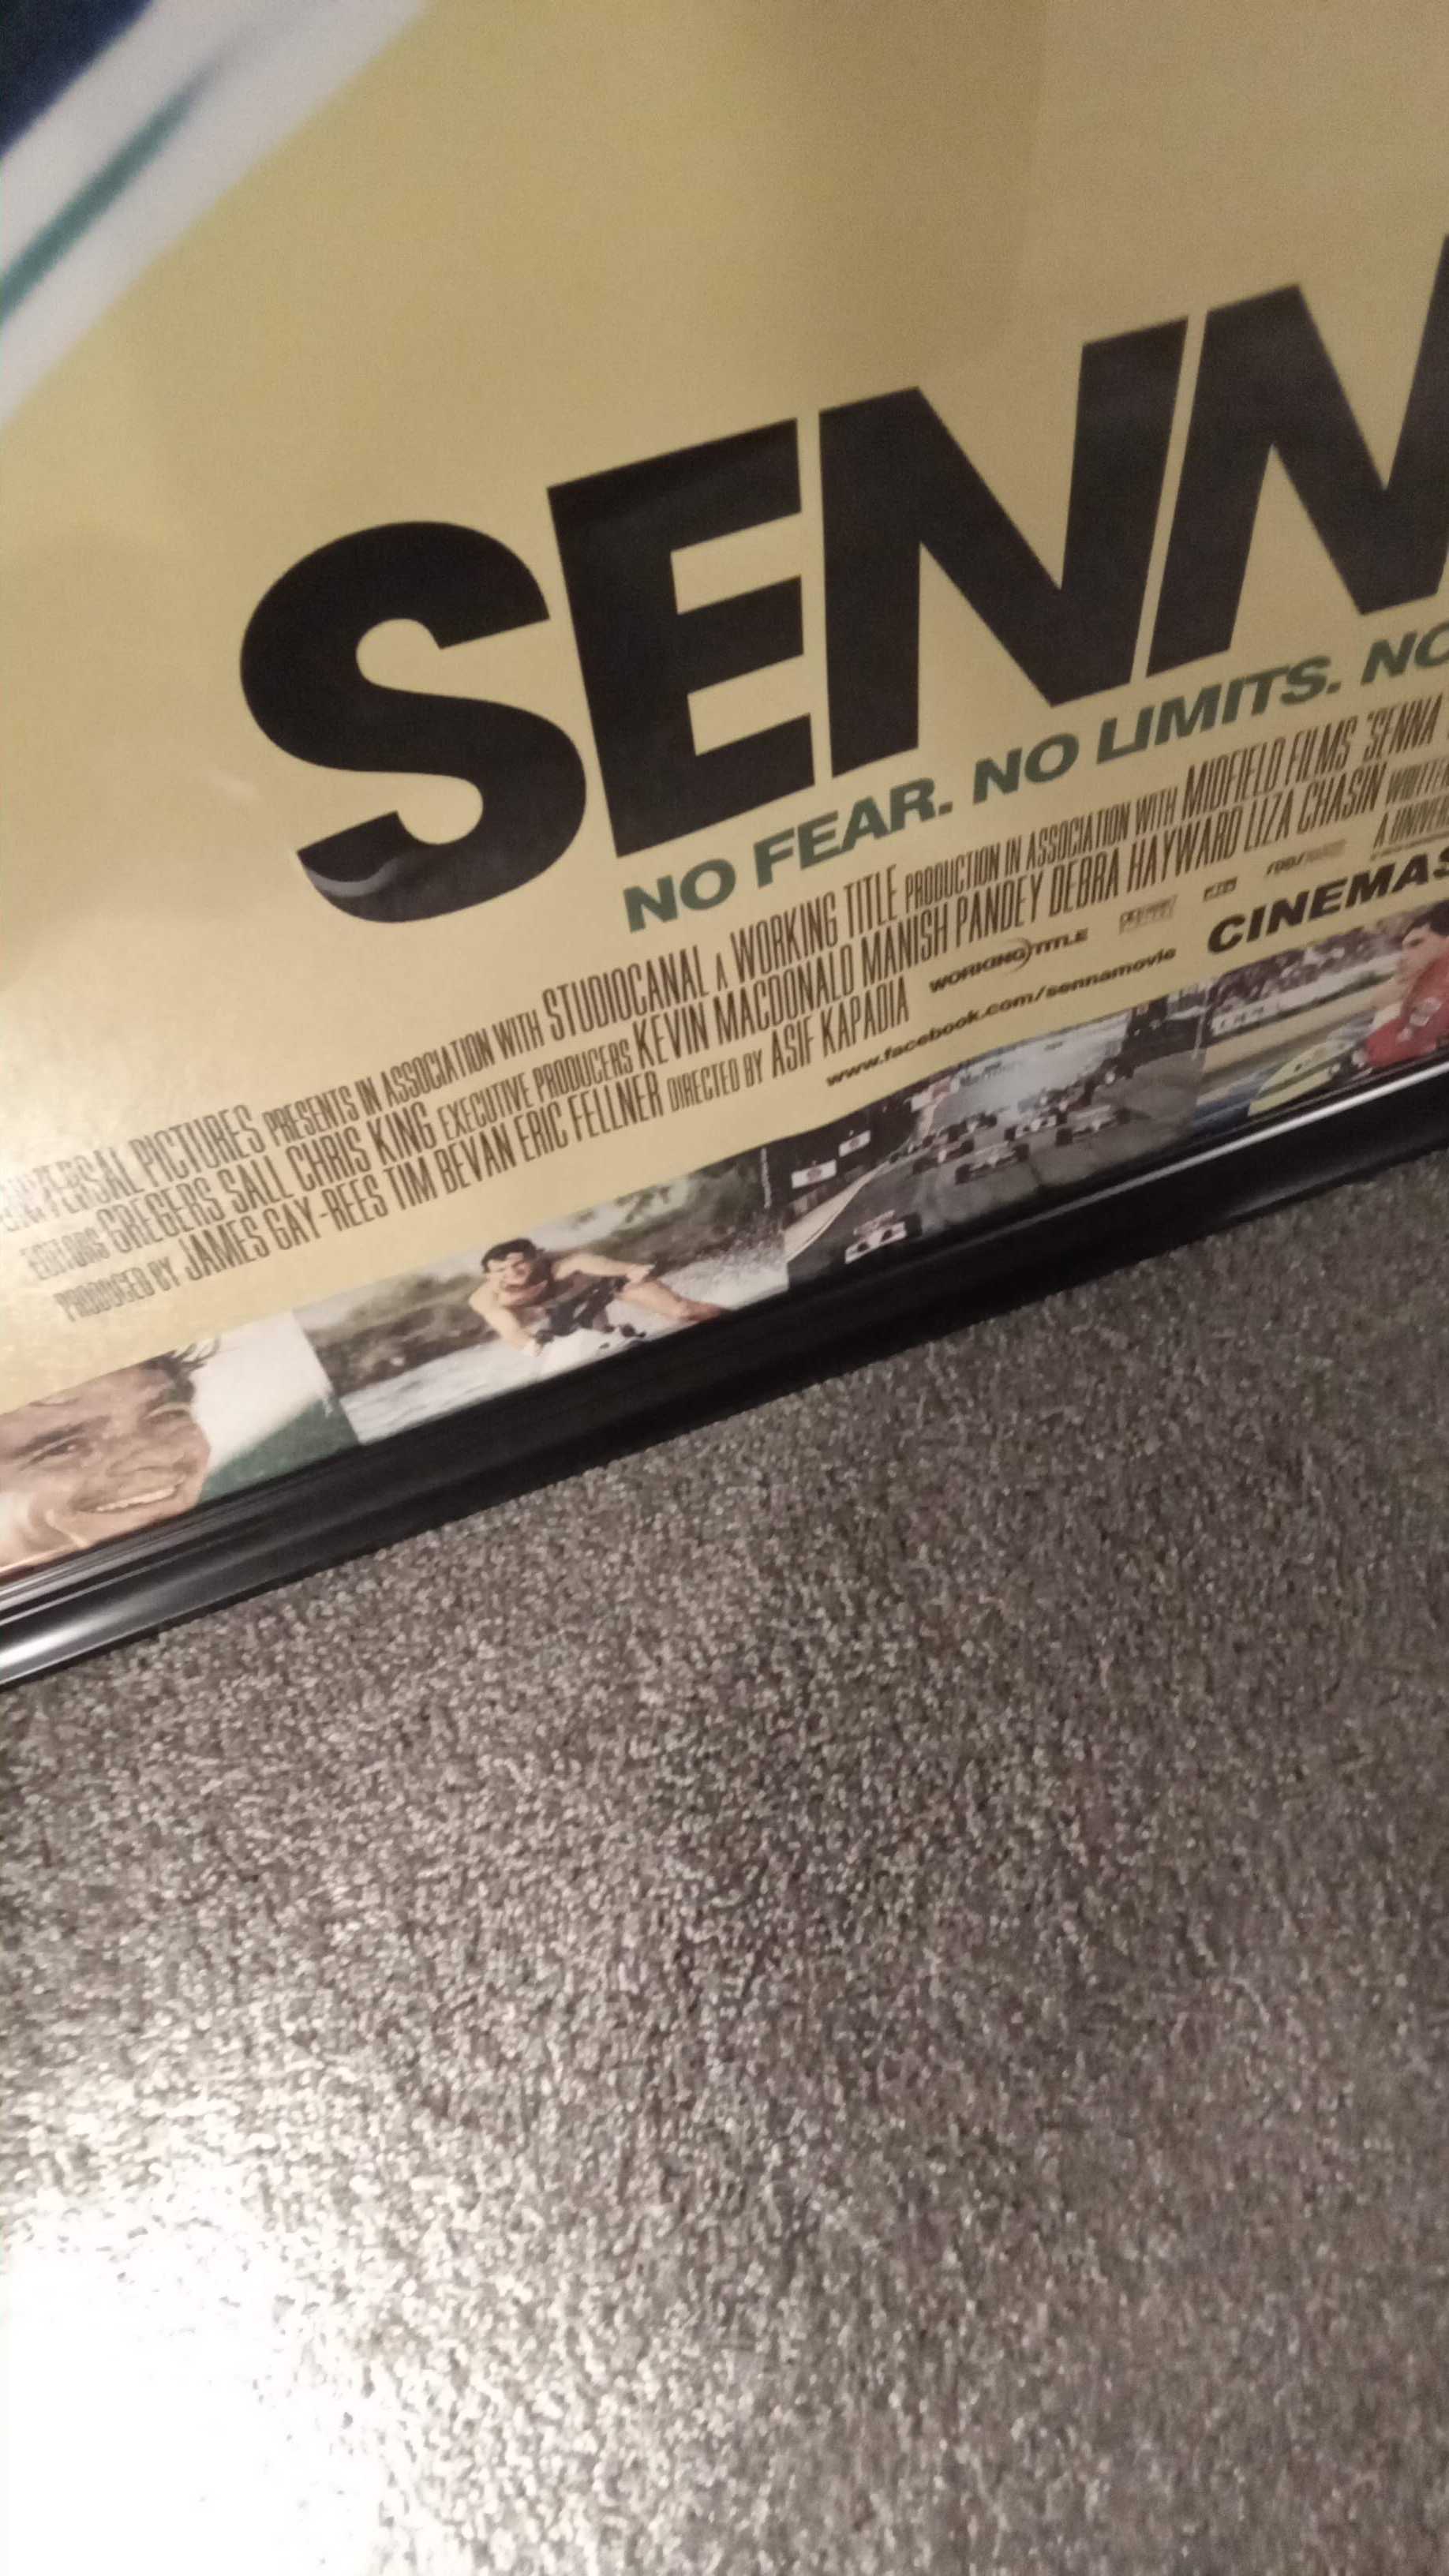 SENN
NO FEAR. NO LIMITS. NO
UNIVERSAL PICTURES PRESENTS IN ASSOCIATION WITH STUDIOCANAL A WORKING TITLE PRODUCTION IN ASSOCIATION WITH MIDFIELD FILMS 'SENNA'
EDITORS GREGERS SALL CHRIS KING EXECUTIVE PRODUCERS KEVIN MACDONALD MANISH PANDEY DEBRA HAYWARD LIZA CHASIN
PRODUCED BY JAMES GAY-REES TIM BEVAN ERIC FELLNER DIRECTED BY ASIF KAPADIA
WORKING TITLE
www.facebook.com/sennamovie
CINEMAS